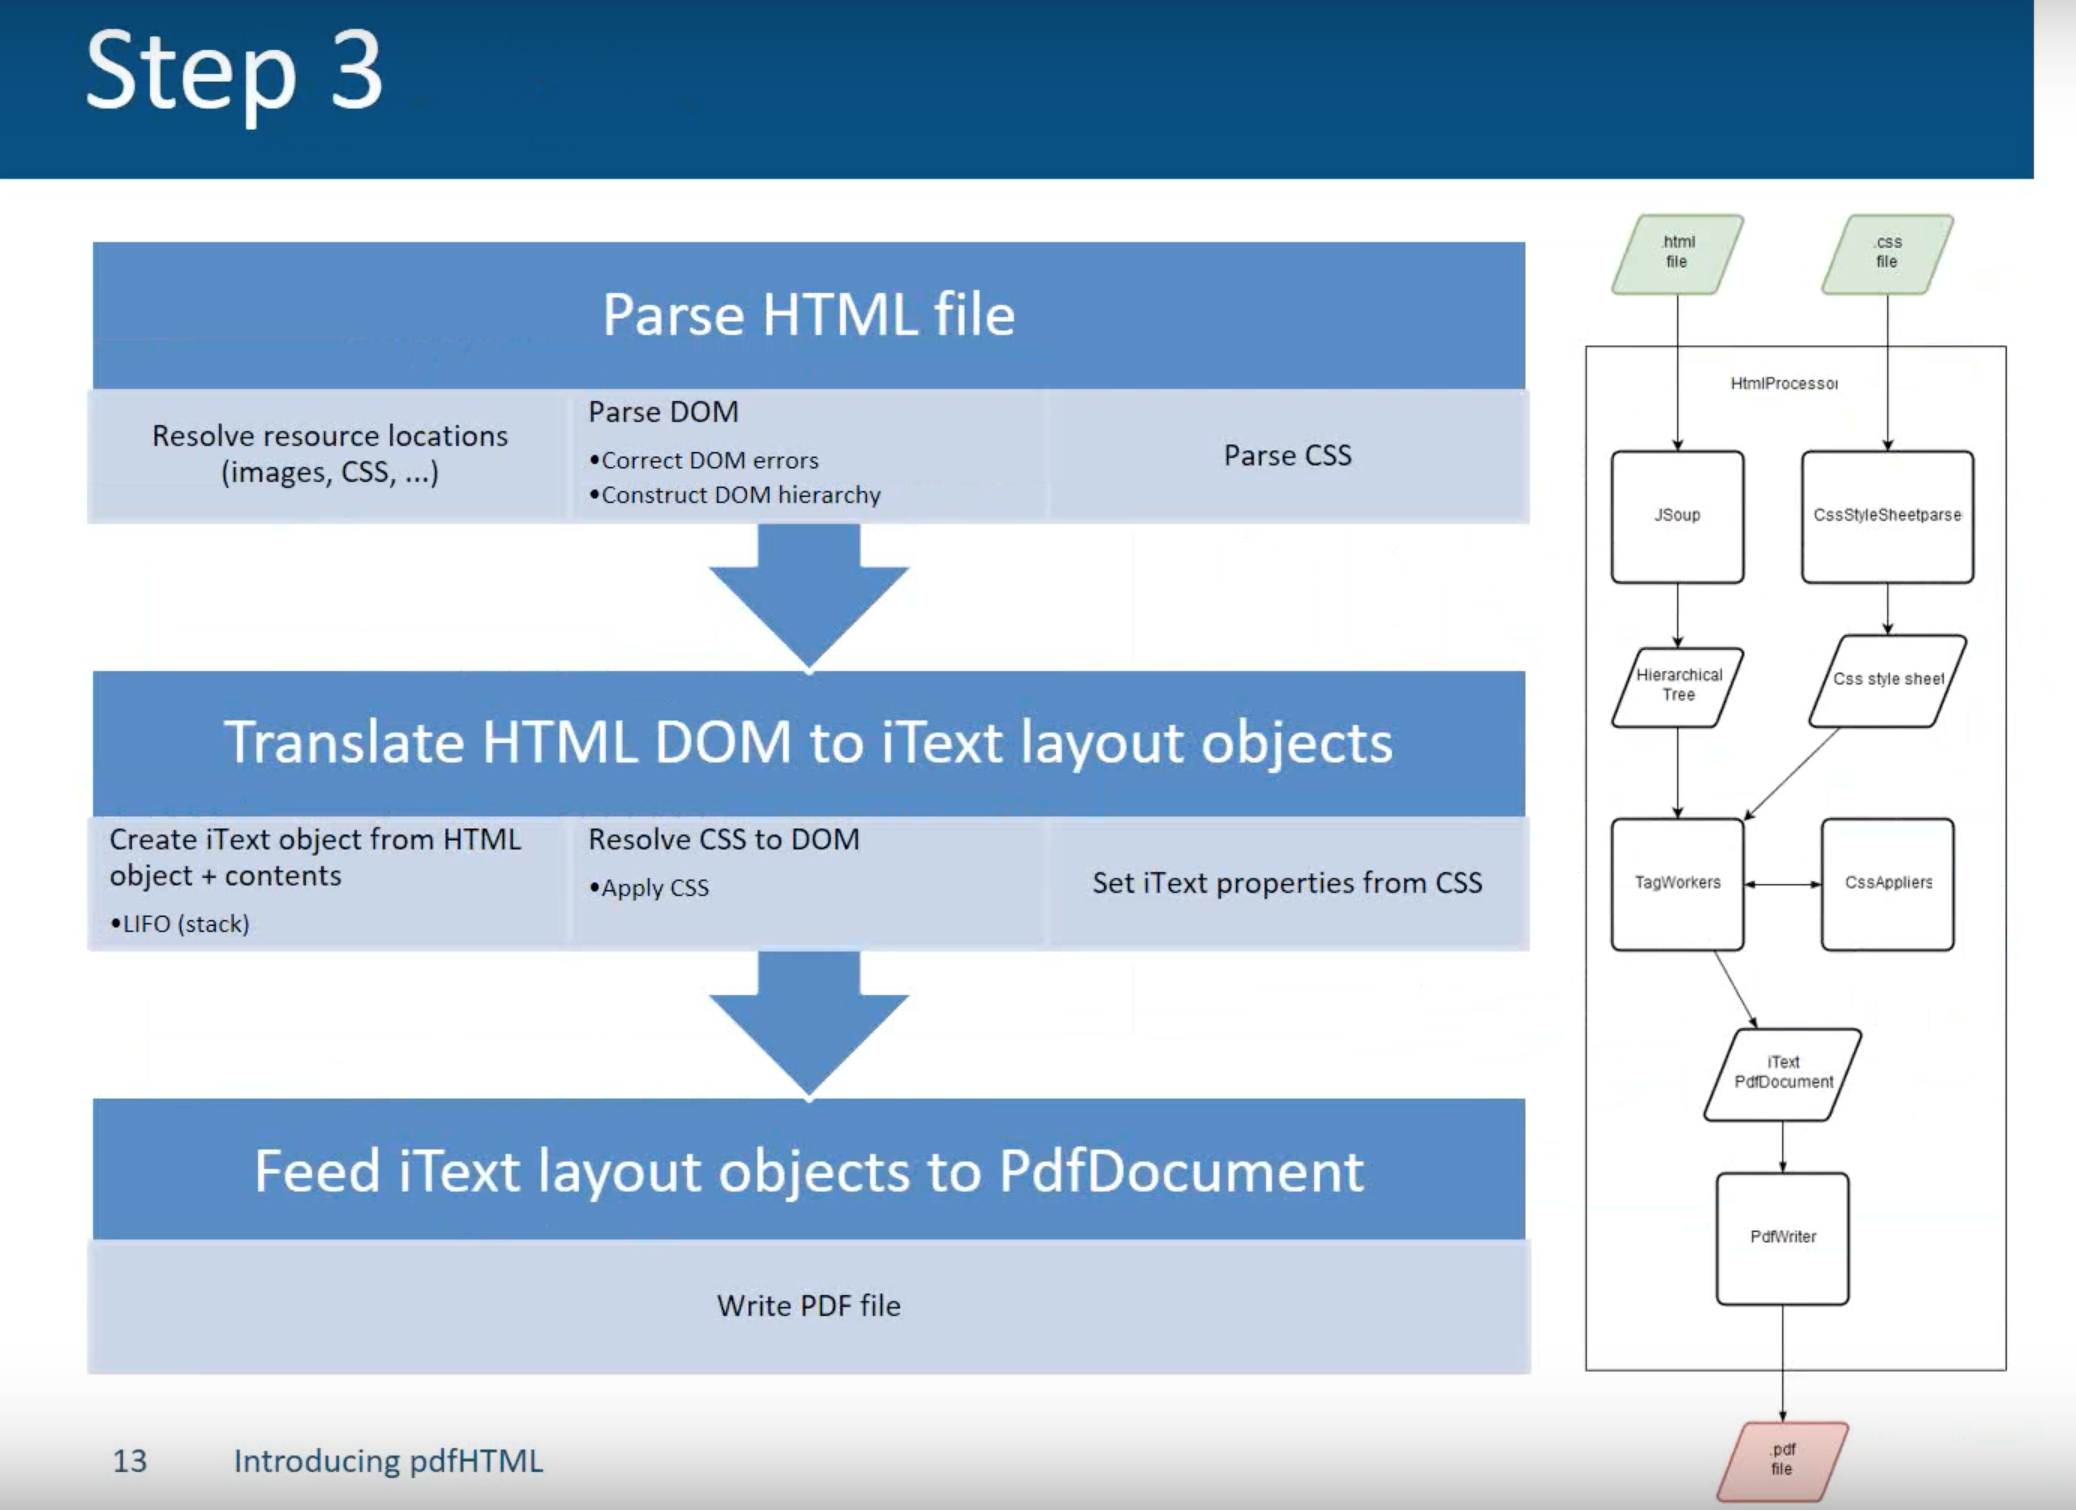 Step 3
Parse HTML file
Resolve resource locations
(images, CSS, ...)
Parse DOM
•Correct DOM errors
•Construct DOM hierarchy
Parse CSS
Translate HTML DOM to iText layout objects
Create iText object from HTML
object + contents
•LIFO (stack)
Resolve CSS to DOM
•Apply CSS
Set iText properties from CSS
Feed iText layout objects to PdfDocument
Write PDF file
.html
file
.css
file
HtmlProcessor
JSoup
CssStyleSheetparse
Hierarchical
Tree
Css style sheet
TagWorkers
CssAppliers
iText
PdfDocument
PdfWriter
.pdf
file
13
Introducing pdfHTML